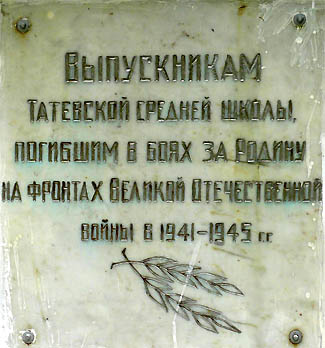 Выпускникам
Татевской средней школы,
погибшим в боях за Родину
на фронтах Великой Отечественной
войны в 1941-1945 гг